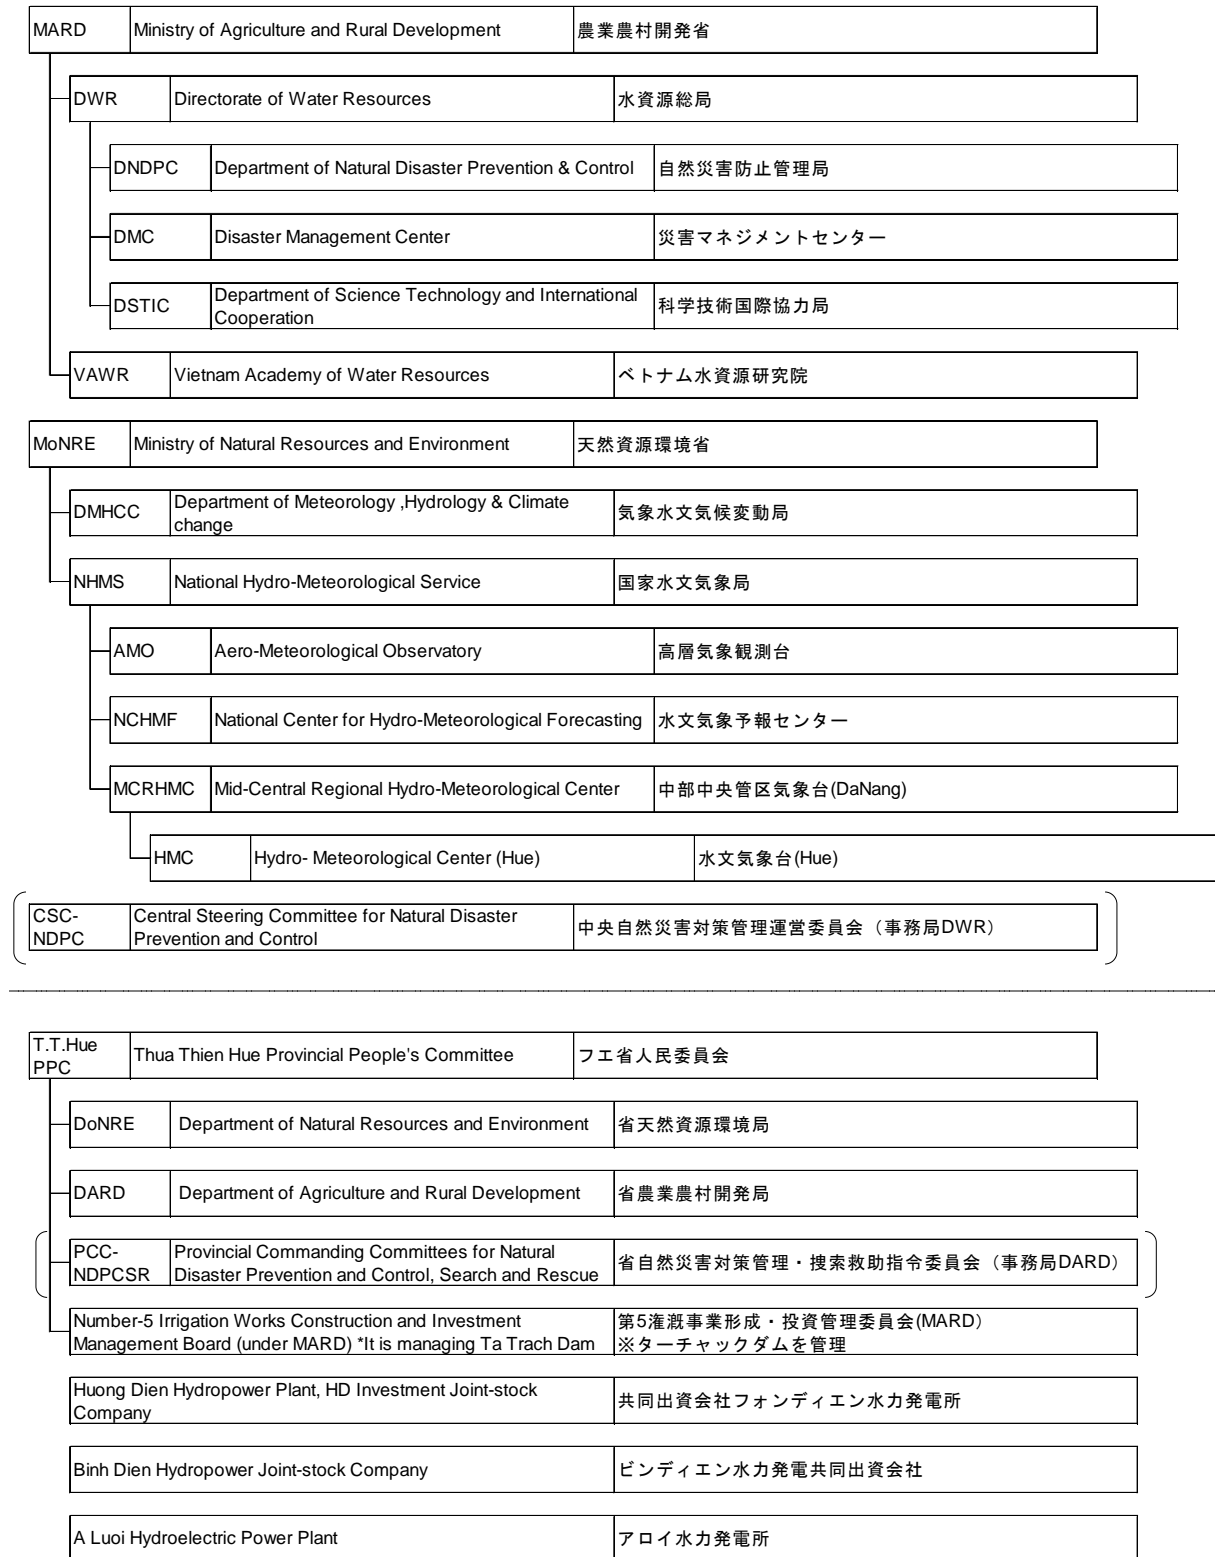 MARD Ministry of Agriculture and Rural Development 農業農村開発省
DWR Directorate of Water Resources 水資源総局
DNDPC Department of Natural Disaster Prevention & Control 自然災害防止管理局
DMC Disaster Management Center 災害マネジメントセンター
DSTIC Department of Science Technology and International
Cooperation 科学技術国際協力局
VAWR Vietnam Academy of Water Resources ベトナム水資源研究院
MoNRE Ministry of Natural Resources and Environment 天然資源環境省
DMHCC Department of Meteorology ,Hydrology & Climate
change 気象水文気候変動局
NHMS National Hydro-Meteorological Service 国家水文気象局
AMO Aero-Meteorological Observatory 高層気象観測台
NCHMF National Center for Hydro-Meteorological Forecasting 水文気象予報センター
MCRHMC Mid-Central Regional Hydro-Meteorological Center 中部中央管区気象台(DaNang)
HMC Hydro- Meteorological Center (Hue) 水文気象台(Hue)
CSC-
NDPC
Central Steering Committee for Natural Disaster
Prevention and Control
中央自然災害対策管理運営委員会（事務局DWR）
T.T.Hue
PPC
Thua Thien Hue Provincial People's Committee フエ省人民委員会
DoNRE Department of Natural Resources and Environment 省天然資源環境局
DARD Department of Agriculture and Rural Development 省農業農村開発局
PCC-
NDPCSR
Provincial Commanding Committees for Natural
Disaster Prevention and Control, Search and Rescue
省自然災害対策管理・捜索救助指令委員会（事務局DARD）
Number-5 Irrigation Works Construction and Investment
Management Board (under MARD) *It is managing Ta Trach Dam
第5潅漑事業形成・投資管理委員会(MARD)
※ターチャックダムを管理
Huong Dien Hydropower Plant, HD Investment Joint-stock
Company
共同出資会社フォンディエン水力発電所
Binh Dien Hydropower Joint-stock Company ビンディエン水力発電共同出資会社
A Luoi Hydroelectric Power Plant アロイ水力発電所